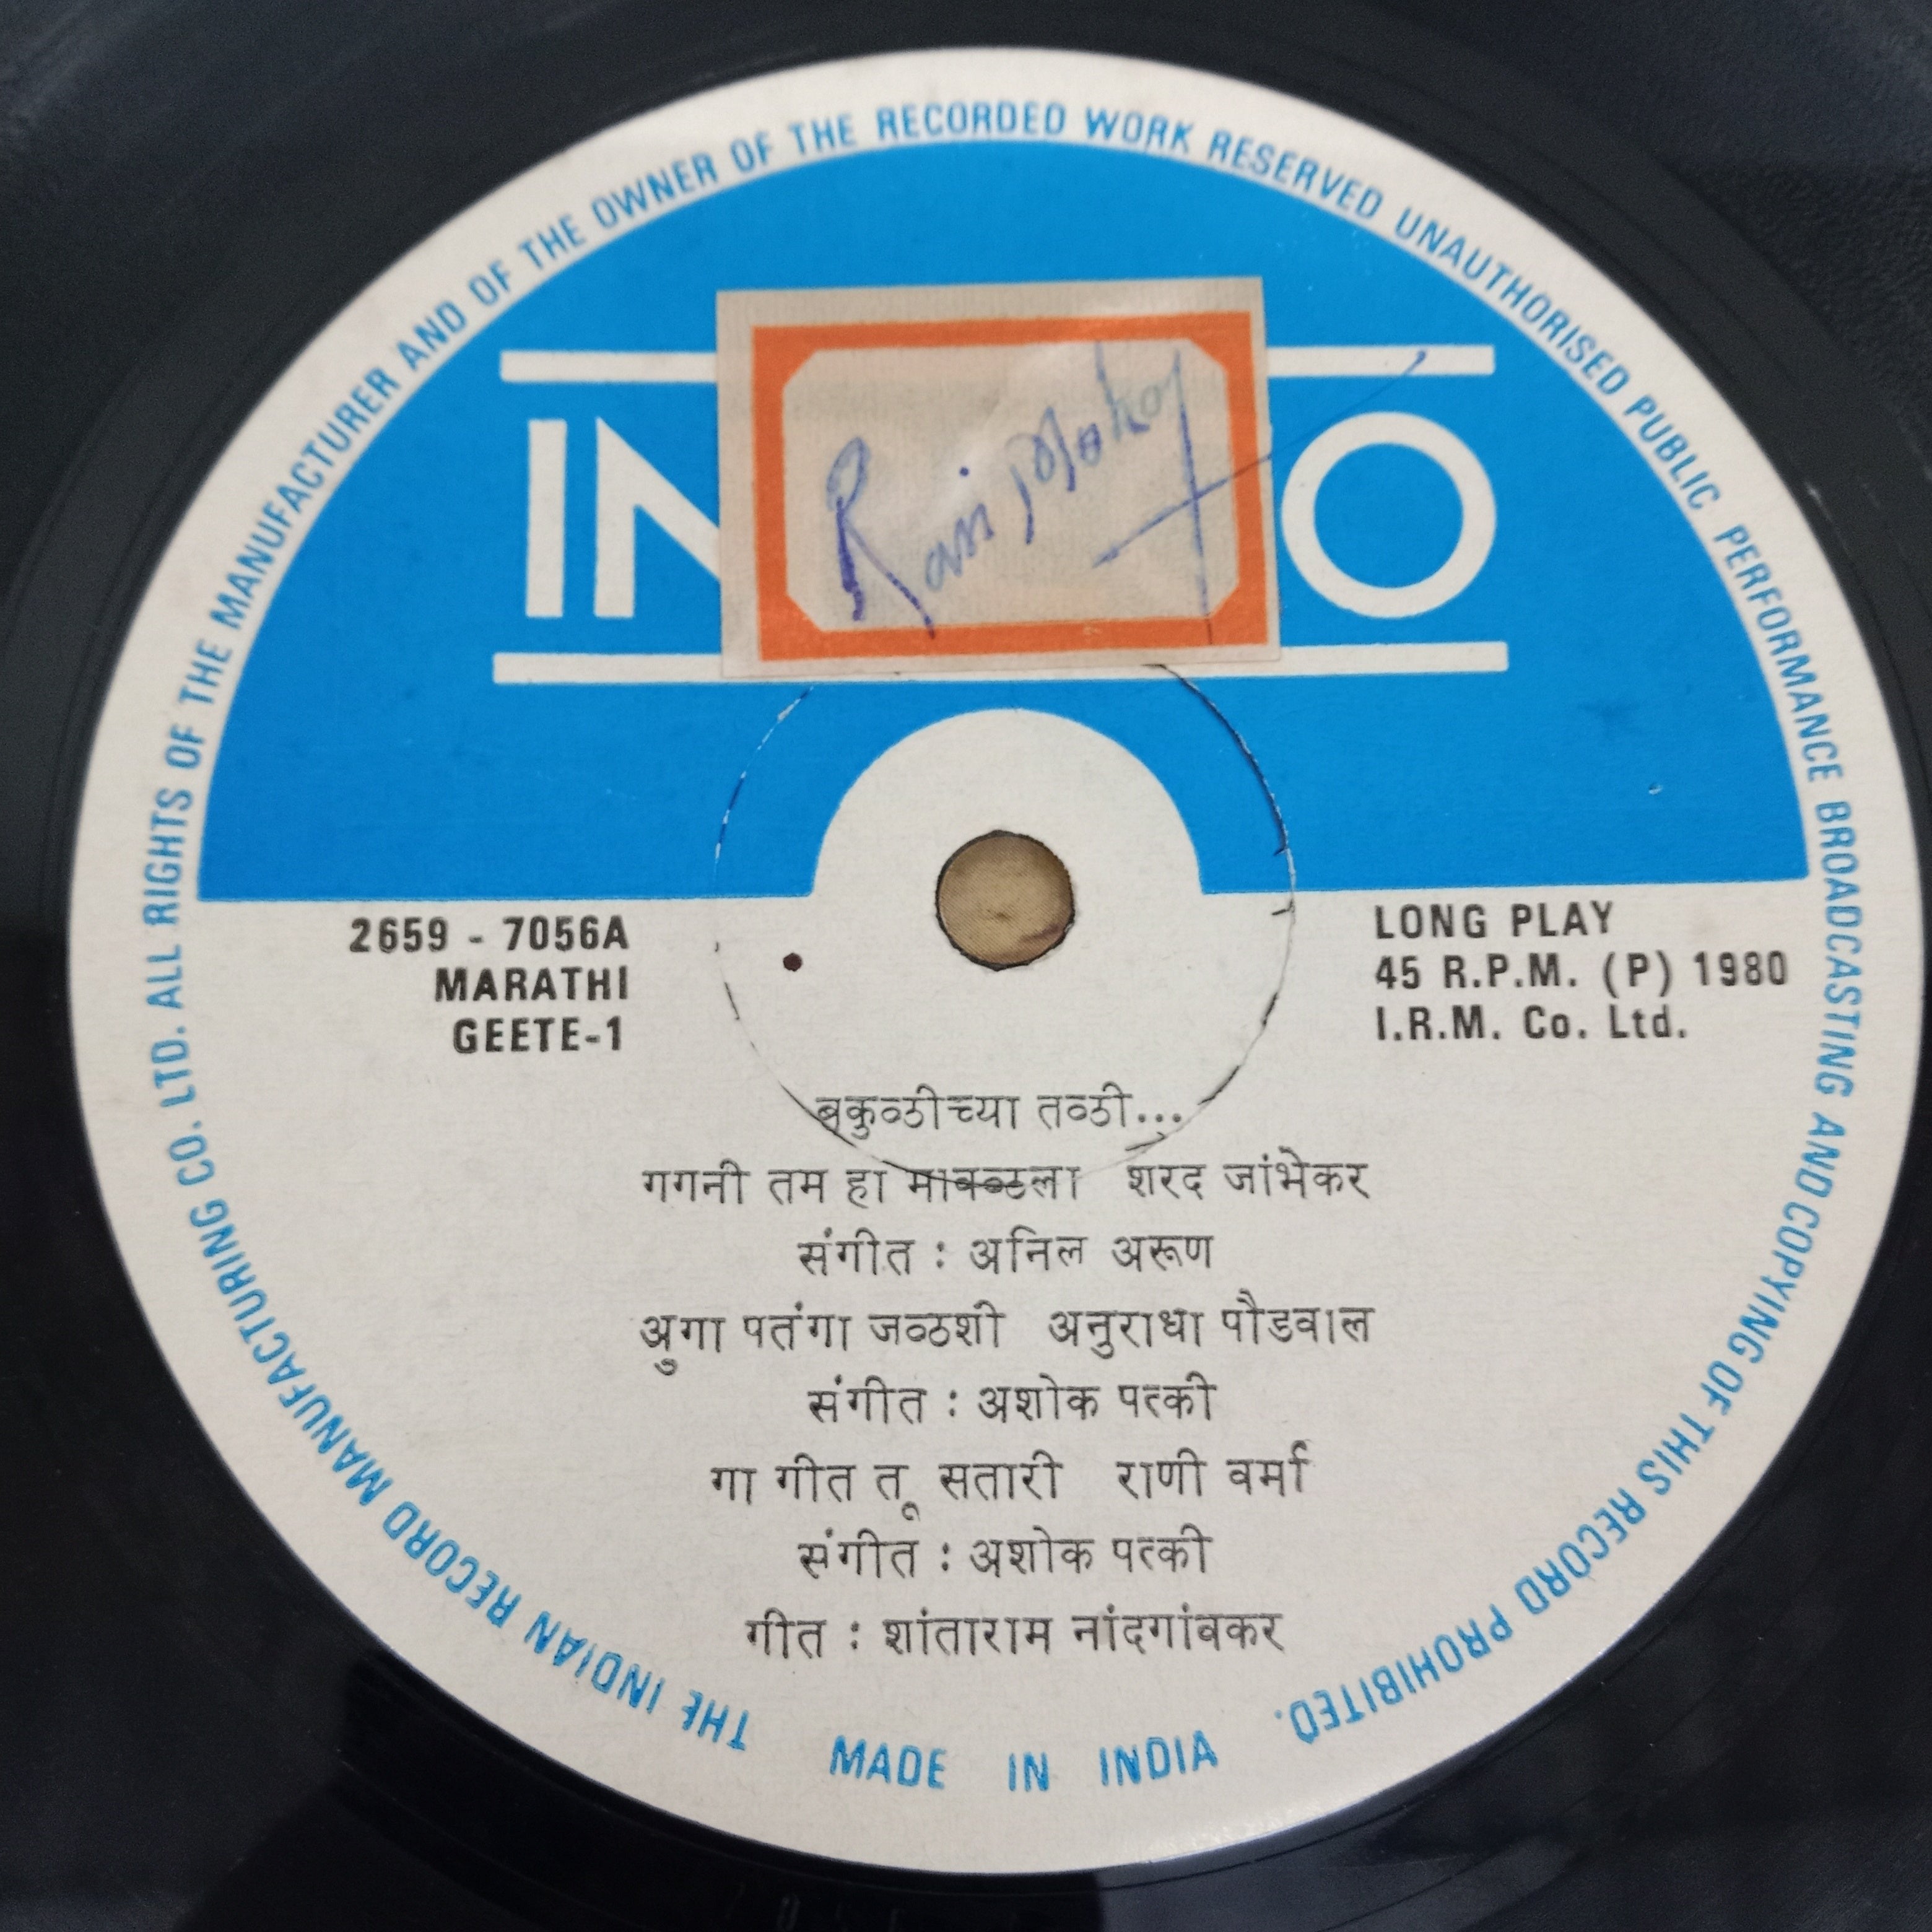 THE INDIAN RECORD MANUFACTURING CO. LTD. ALL RIGHTS OF THE MANUFACTURER AND OF THE OWNER OF THE RECORDED WORK RESERVED UNAUTHORISED PUBLIC PERFORMANCE BROADCASTING AND COPYING OF THIS RECORD PROHIBITED.
2659 - 7056A
MARATHI
GEETE-1
LONG PLAY
45 R.P.M. (P) 1980
I.R.M. Co. Ltd.
बकुळीच्या तळी...
गगनी तम हा मावळला शरद जांभेकर
संगीत : अनिल अरूण
अुगा पतंगा जळशी अनुराधा पौडवाल
संगीत : अशोक पत्की
गा गीत तू सतारी राणी वर्मा
संगीत : अशोक पत्की
गीत : शांताराम नांदगांवकर
MADE IN INDIA